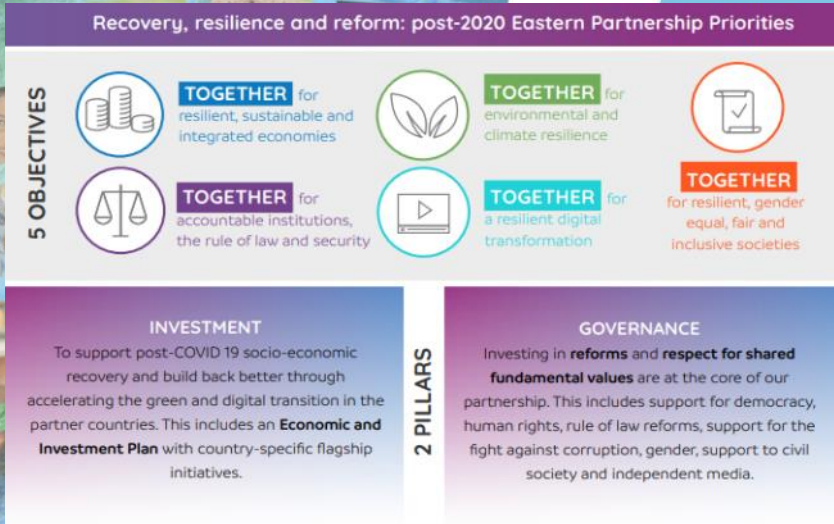 Recovery, resilience and reform: post-2020 Eastern Partnership Priorities
5 OBJECTIVES
TOGETHER for
resilient, sustainable and
integrated economies
TOGETHER for
environmental and
climate resilience
TOGETHER for
accountable institutions,
the rule of law and security
TOGETHER for
a resilient digital
transformation
TOGETHER
for resilient, gender
equal, fair and
inclusive societies
INVESTMENT
To support post-COVID 19 socio-economic
recovery and build back better through
accelerating the green and digital transition in the
partner countries. This includes an Economic and
Investment Plan with country-specific flagship
initiatives.
2 PILLARS
GOVERNANCE
Investing in reforms and respect for shared
fundamental values are at the core of our
partnership. This includes support for democracy,
human rights, rule of law reforms, support for the
fight against corruption, gender, support to civil
society and independent media.